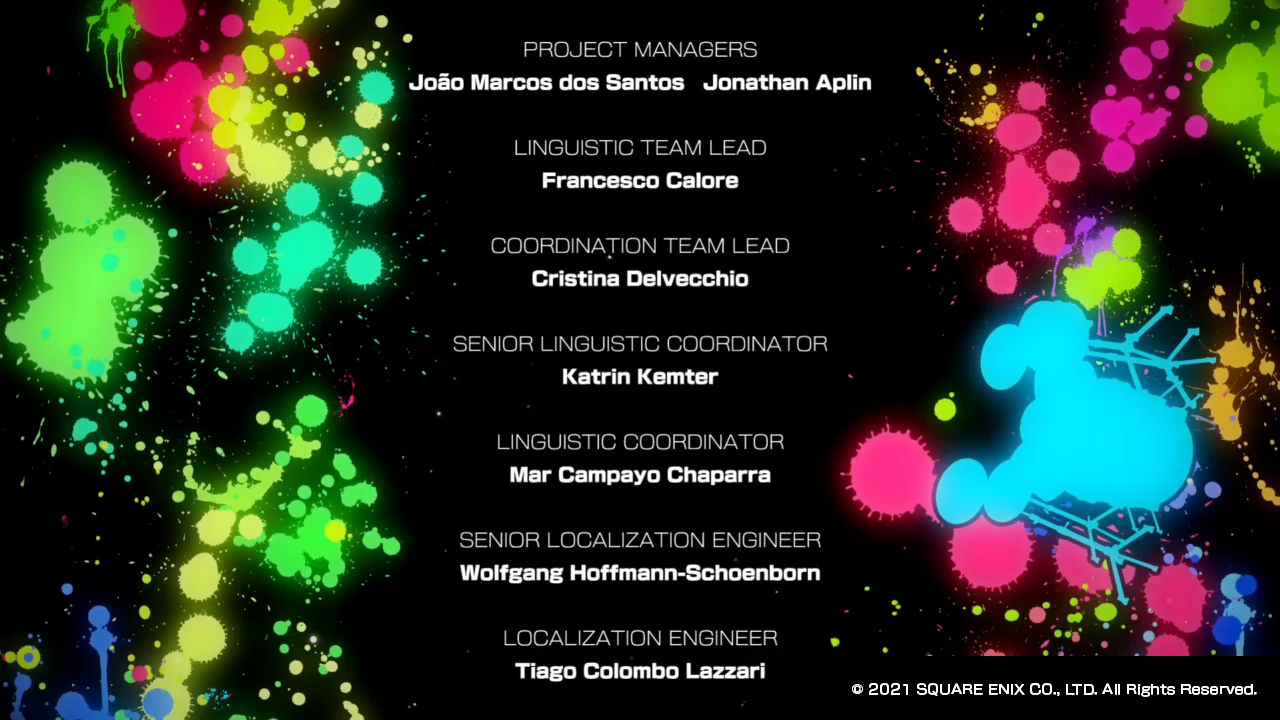 PROJECT MANAGERS
João Marcos dos Santos Jonathan Aplin
LINGUISTIC TEAM LEAD
Francesco Calore
COORDINATION TEAM LEAD
Cristina Delvecchio
SENIOR LINGUISTIC COORDINATOR
Katrin Kemter
LINGUISTIC COORDINATOR
Mar Campayo Chaparra
SENIOR LOCALIZATION ENGINEER
Wolfgang Hoffmann-Schoenborn
LOCALIZATION ENGINEER
Tiago Colombo Lazzari
© 2021 SQUARE ENIX CO., LTD. All Rights Reserved.